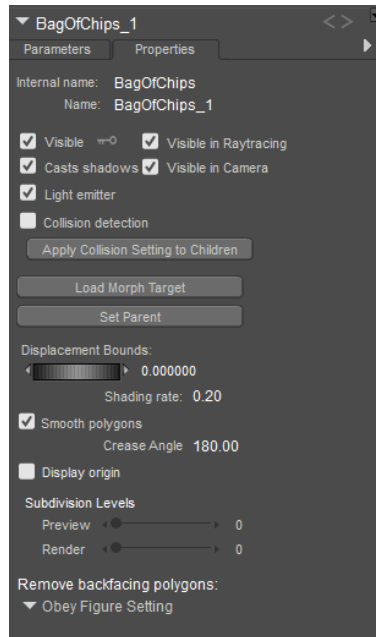 BagOfChips_1
Parameters Properties
Internal name: BagOfChips
Name: BagOfChips_1
Visible Visible in Raytracing
Casts shadows Visible in Camera
Light emitter
Collision detection
Apply Collision Setting to Children
Load Morph Target
Set Parent
Displacement Bounds:
0.000000
Shading rate: 0.20
Smooth polygons
Crease Angle 180.00
Display origin
Subdivision Levels
Preview 0
Render 0
Remove backfacing polygons:
Obey Figure Setting